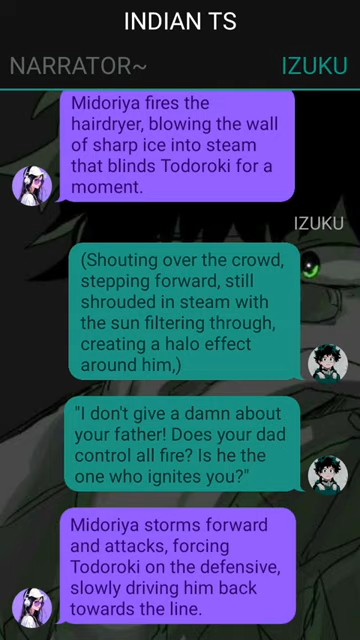 INDIAN TS
NARRATOR~ IZUKU
Midoriya fires the
hairdryer, blowing the wall
of sharp ice into steam
that blinds Todoroki for a
moment.
IZUKU
(Shouting over the crowd,
stepping forward, still
shrouded in steam with
the sun filtering through,
creating a halo effect
around him,)
"I don't give a damn about
your father! Does your dad
control all fire? Is he the
one who ignites you?"
Midoriya storms forward
and attacks, forcing
Todoroki on the defensive,
slowly driving him back
towards the line.